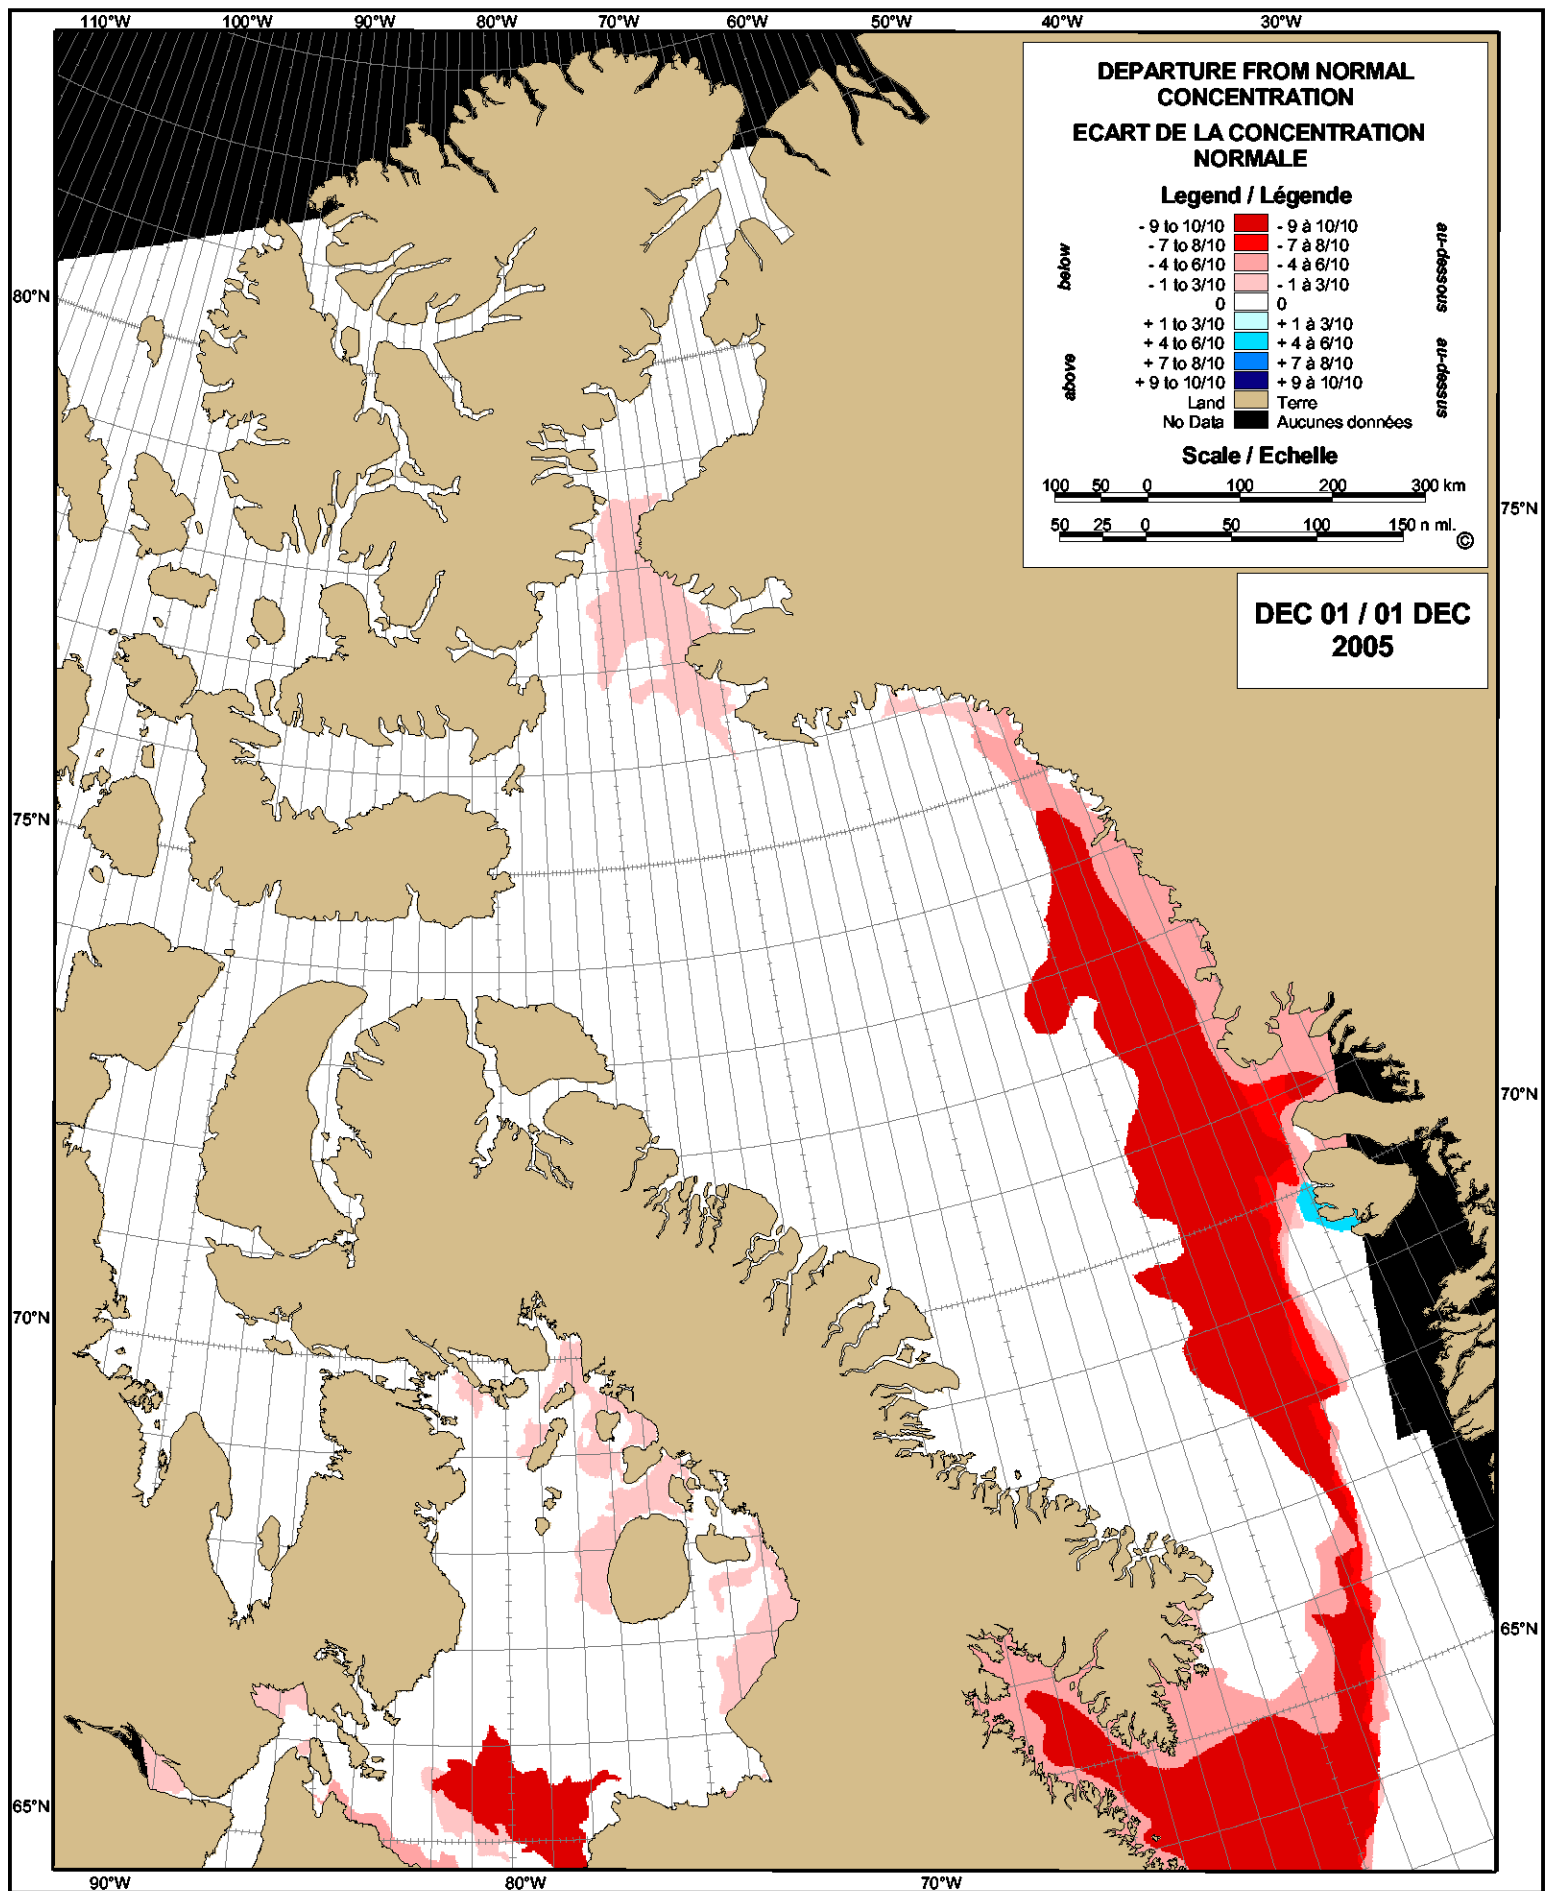 110°W 100°W 90°W 80°W 70°W 60°W 50°W 40°W 30°W
DEPARTURE FROM NORMAL
CONCENTRATION
ECART DE LA CONCENTRATION
NORMALE
Legend / Légende
- 9 to 10/10 - 9 à 10/10
- 7 to 8/10 - 7 à 8/10
- 4 to 6/10 - 4 à 6/10
- 1 to 3/10 - 1 à 3/10
0 0
+ 1 to 3/10 + 1 à 3/10
+ 4 to 6/10 + 4 à 6/10
+ 7 to 8/10 + 7 à 8/10
+ 9 to 10/10 + 9 à 10/10
Land Terre
No Data Aucunes données
below
above
au-dessous
au-dessus
Scale / Echelle
100 50 0 100 200 300 km
50 25 0 50 100 150 n mi.
©
DEC 01 / 01 DEC
2005
80°N
75°N
75°N
70°N
70°N
65°N
65°N
90°W 80°W 70°W